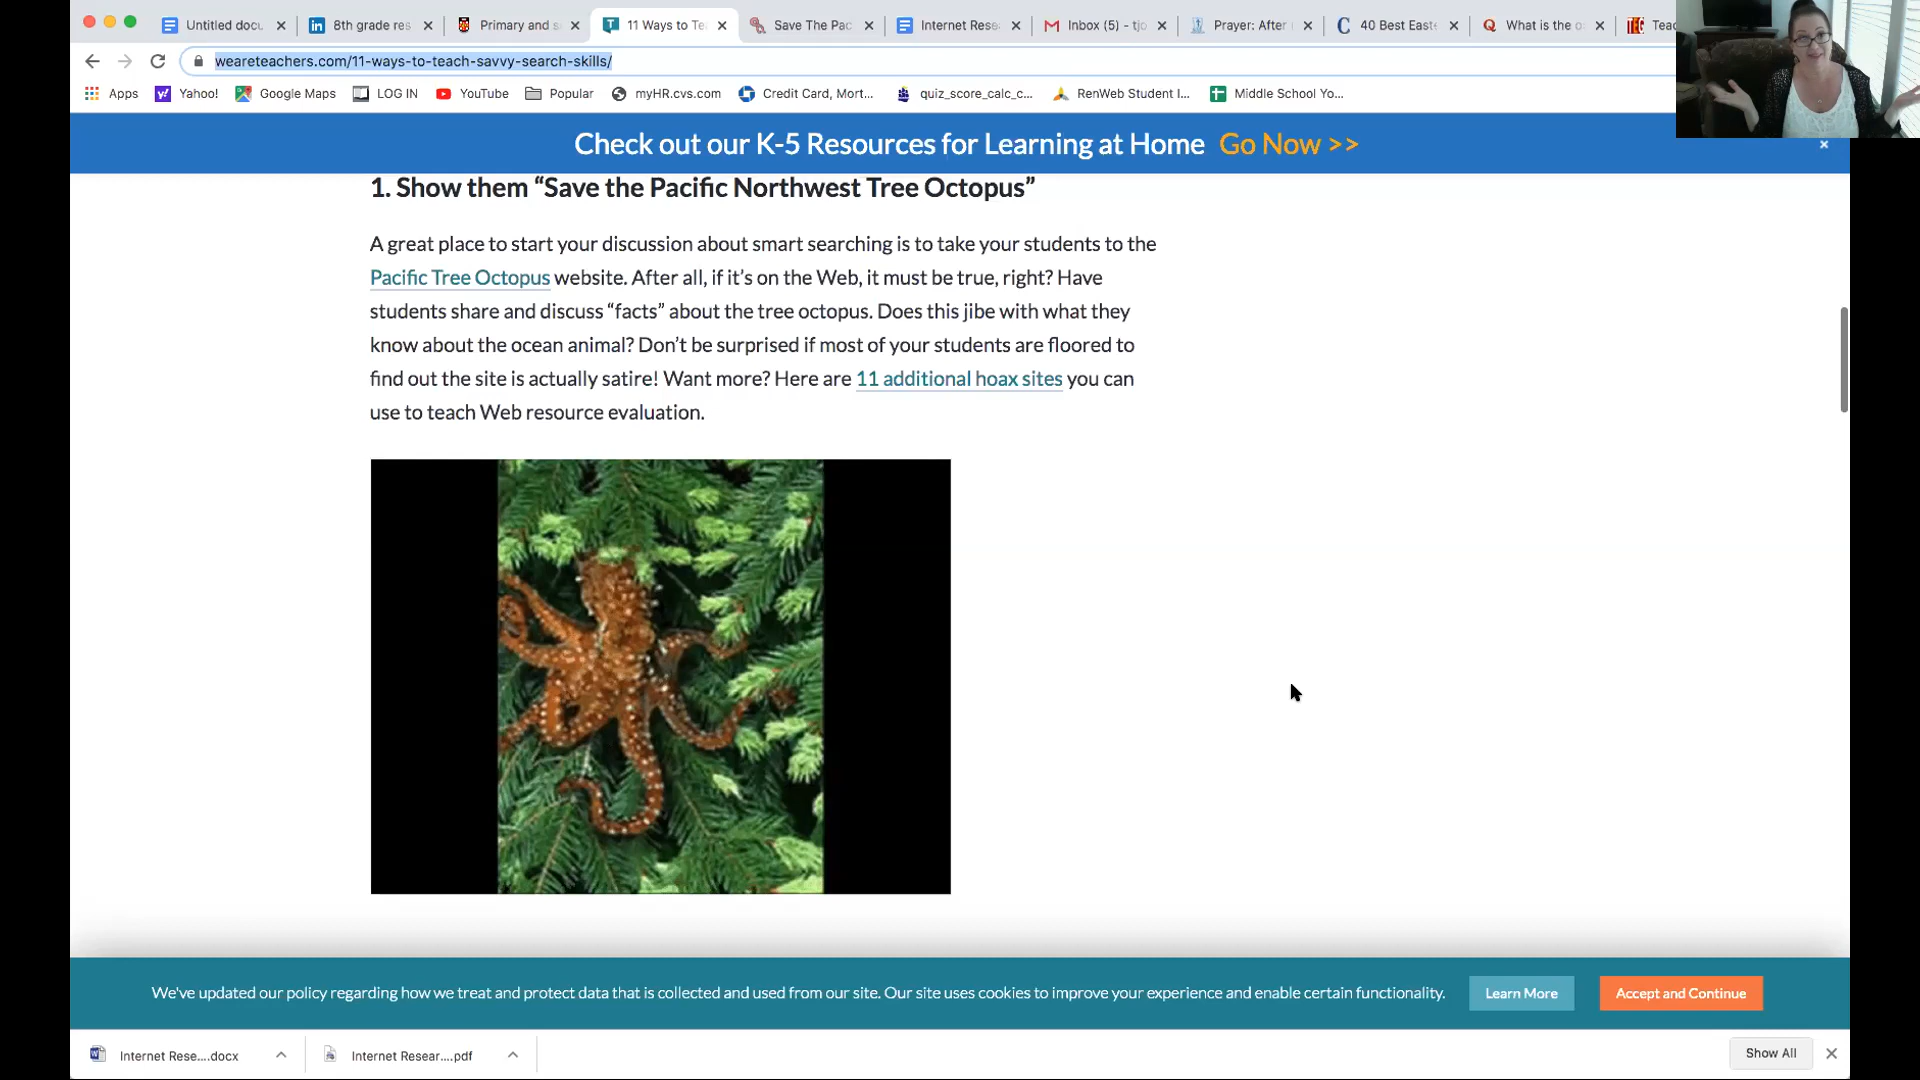 Untitled docu
8th grade res
Primary and s
11 Ways to Te
Save The Pac
Internet Rese
Inbox (5) - tjo
Prayer: After
40 Best Easte
What is the o
Teac
weareteachers.com/11-ways-to-teach-savvy-search-skills/
Apps
Yahoo!
Google Maps
LOG IN
YouTube
Popular
myHR.cvs.com
Credit Card, Mort...
quiz_score_calc_c...
RenWeb Student I...
Middle School Yo...
Check out our K-5 Resources for Learning at Home Go Now >>
1. Show them “Save the Pacific Northwest Tree Octopus”
A great place to start your discussion about smart searching is to take your students to the
Pacific Tree Octopus website. After all, if it’s on the Web, it must be true, right? Have
students share and discuss “facts” about the tree octopus. Does this jibe with what they
know about the ocean animal? Don’t be surprised if most of your students are floored to
find out the site is actually satire! Want more? Here are 11 additional hoax sites you can
use to teach Web resource evaluation.
We've updated our policy regarding how we treat and protect data that is collected and used from our site. Our site uses cookies to improve your experience and enable certain functionality.
Learn More
Accept and Continue
Internet Rese....docx
Internet Resear....pdf
Show All